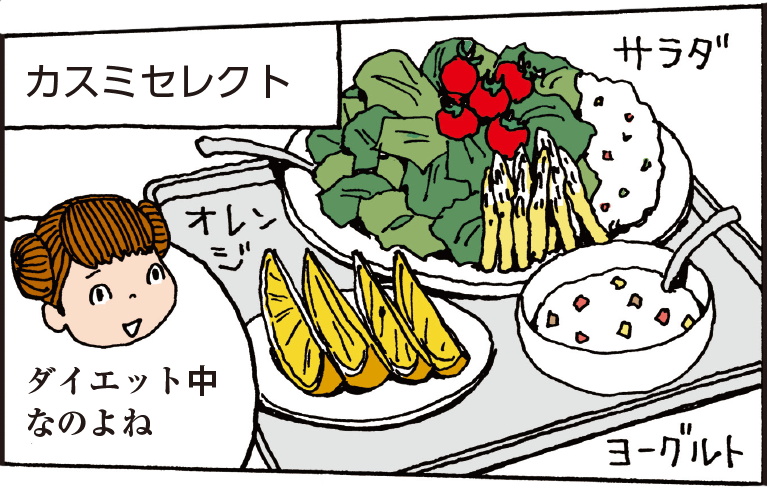 カスミセレクト
サラダ
オレン
ジ
ダイエット中
なのよね
ヨーグルト